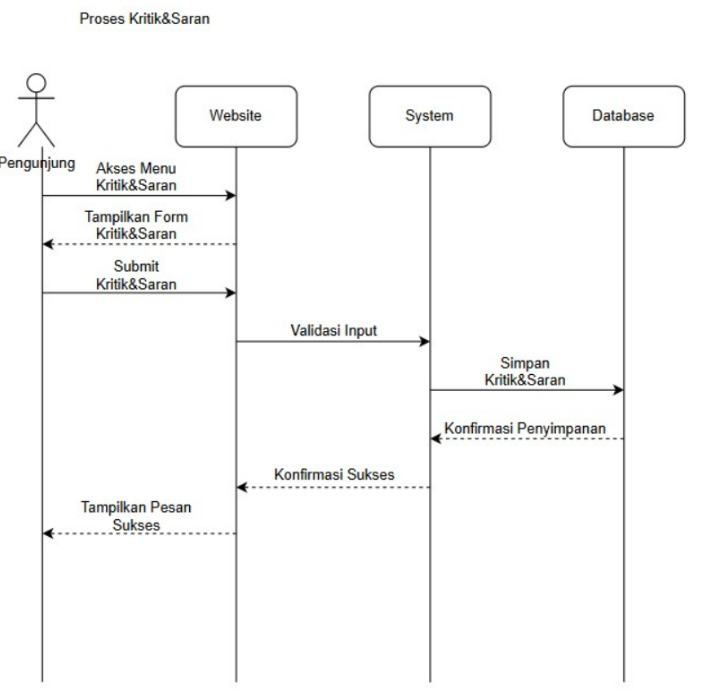 Proses Kritik&Saran
Website
System
Database
Pengunjung
Akses Menu
Kritik&Saran
Tampilkan Form
Kritik&Saran
Submit
Kritik&Saran
Validasi Input
Simpan
Kritik&Saran
Konfirmasi Penyimpanan
Konfirmasi Sukses
Tampilkan Pesan
Sukses